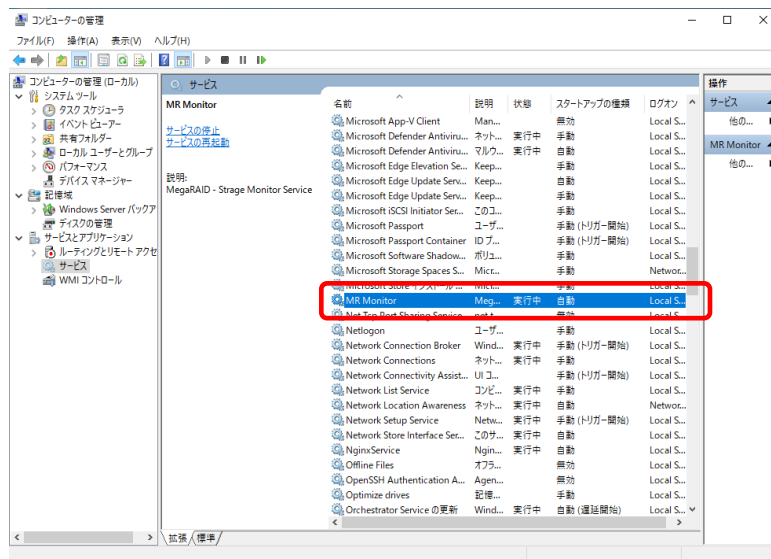 コンピューターの管理
ファイル(F) 操作(A) 表示(V) ヘルプ(H)
コンピューターの管理 (ローカル)
システム ツール
タスク スケジューラ
イベント ビューアー
共有フォルダー
ローカル ユーザーとグループ
パフォーマンス
デバイス マネージャー
記憶域
Windows Server バックア
ディスクの管理
サービスとアプリケーション
ルーティングとリモート アクセ
サービス
WMI コントロール
サービス
MR Monitor
サービスの停止
サービスの再起動
説明:
MegaRAID - Strage Monitor Service
名前 説明 状態 スタートアップの種類 ログオン
Microsoft App-V Client Man... 無効 Local S...
Microsoft Defender Antiviru... ネット... 実行中 手動 Local S...
Microsoft Defender Antiviru... マルウ... 実行中 自動 Local S...
Microsoft Edge Elevation Se... Keep... 手動 Local S...
Microsoft Edge Update Serv... Keep... 自動 Local S...
Microsoft Edge Update Serv... Keep... 手動 Local S...
Microsoft iSCSI Initiator Ser... このコ... 手動 Local S...
Microsoft Passport ユーザ... 手動 (トリガー開始) Local S...
Microsoft Passport Container ID プ... 手動 (トリガー開始) Local S...
Microsoft Software Shadow... ボリュ... 手動 Local S...
Microsoft Storage Spaces S... Micr... 手動 Networ...
Microsoft Store インストール ... Micr... 手動 Local S...
MR Monitor Meg... 実行中 自動 Local S...
Net.Tcp Port Sharing Service net.t... 無効 Local S...
Netlogon ユーザ... 手動 Local S...
Network Connection Broker Wind... 実行中 手動 (トリガー開始) Local S...
Network Connections ネット... 実行中 手動 Local S...
Network Connectivity Assist... UI コ... 手動 (トリガー開始) Local S...
Network List Service コンピ... 実行中 手動 Local S...
Network Location Awareness ネット... 実行中 自動 Networ...
Network Setup Service Netw... 実行中 手動 (トリガー開始) Local S...
Network Store Interface Ser... このサ... 実行中 自動 Local S...
NginxService Ngin... 実行中 自動 Local S...
Offline Files オフラ... 無効 Local S...
OpenSSH Authentication A... Agen... 無効 Local S...
Optimize drives 記憶... 手動 Local S...
Orchestrator Service の更新 Wind... 実行中 自動 (遅延開始) Local S...
拡張 標準
操作
サービス
他の...
MR Monitor
他の...